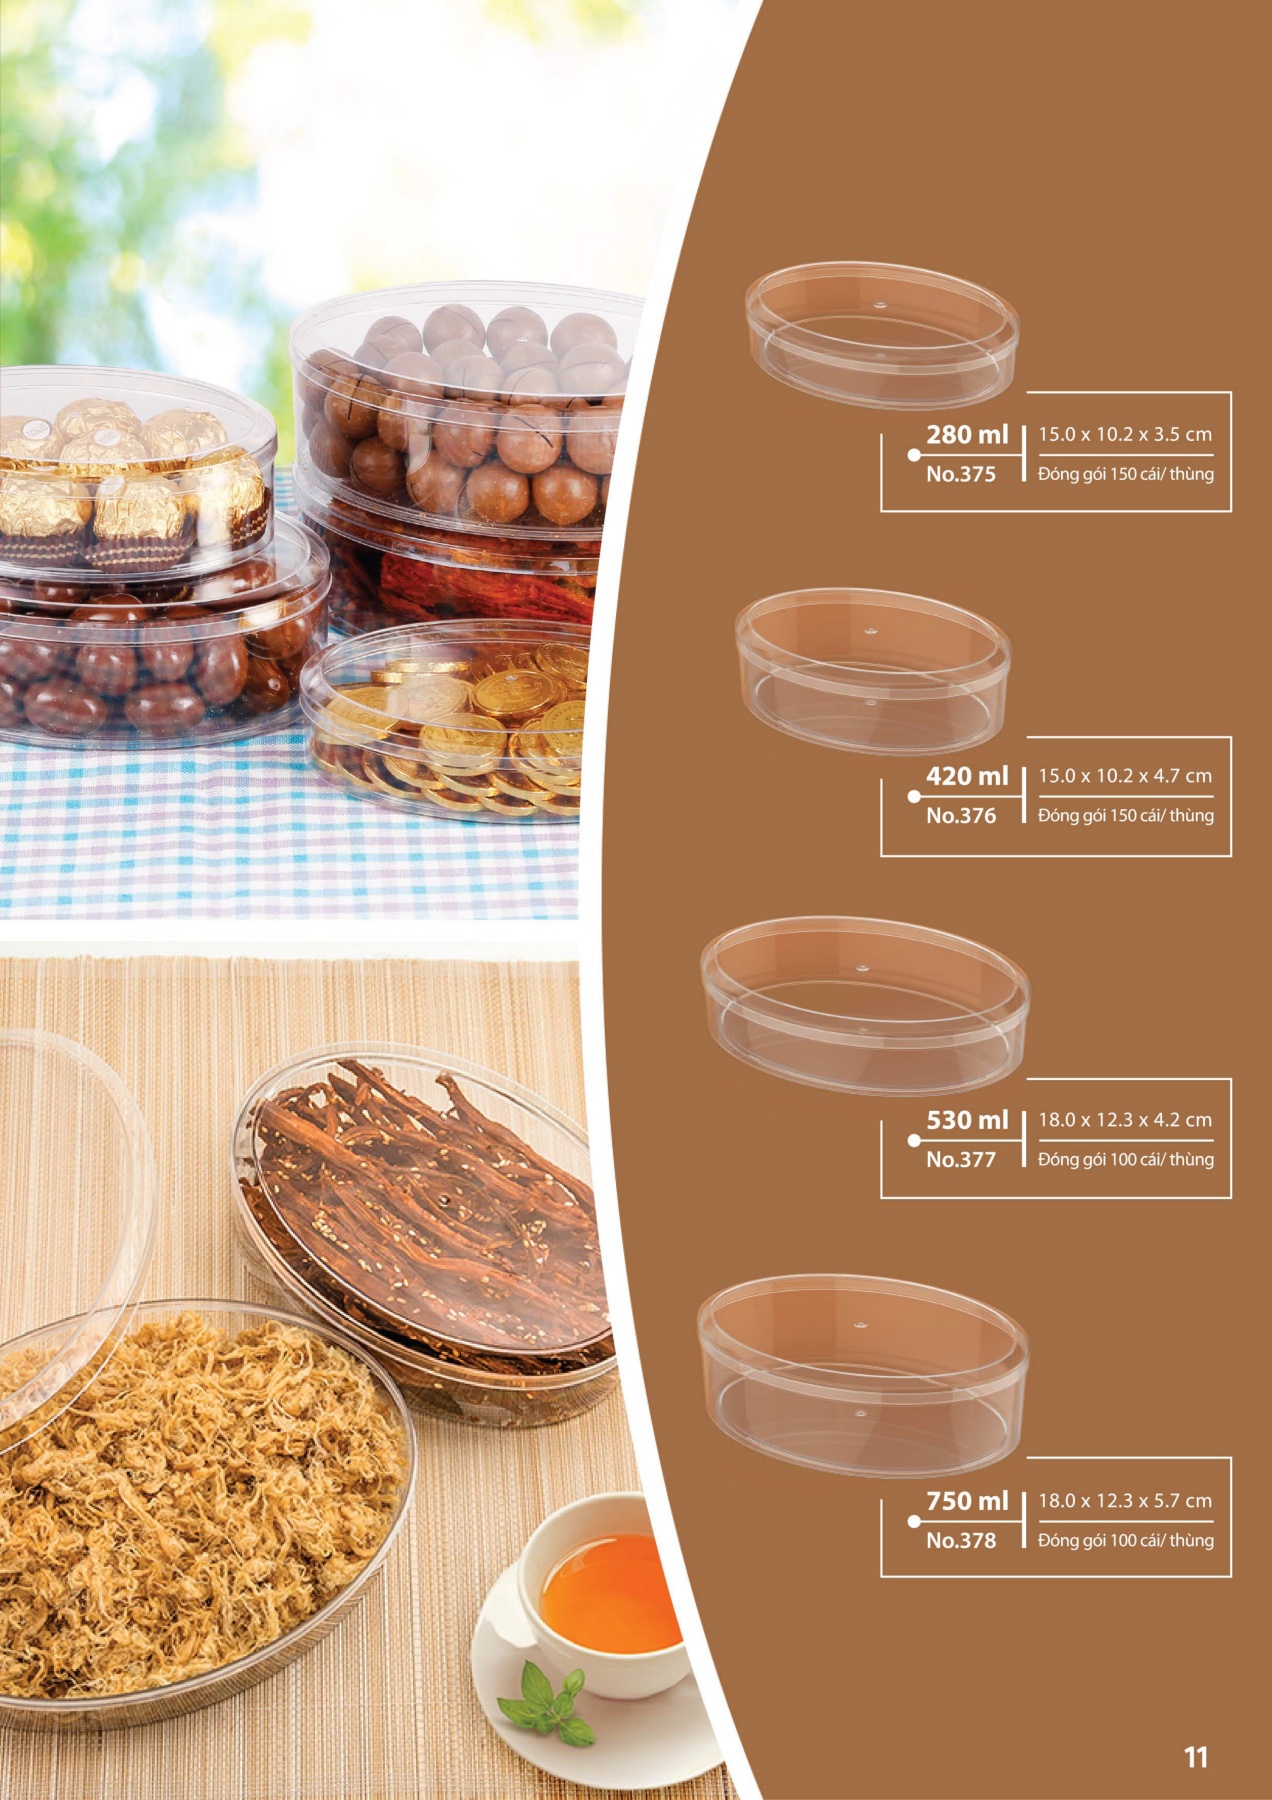 280 ml
15.0 x 10.2 x 3.5 cm
No.375
Đóng gói 150 cái/ thùng
420 ml
15.0 x 10.2 x 4.7 cm
No.376
Đóng gói 150 cái/ thùng
530 ml
18.0 x 12.3 x 4.2 cm
No.377
Đóng gói 100 cái/ thùng
750 ml
18.0 x 12.3 x 5.7 cm
No.378
Đóng gói 100 cái/ thùng
11